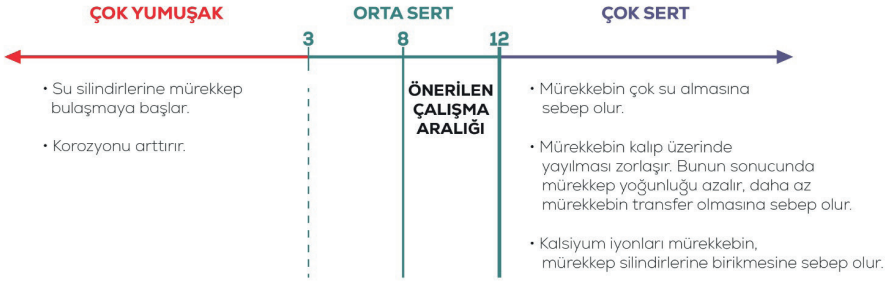 ÇOK YUMUŞAK
ORTA SERT
ÇOK SERT
3
8
12
• Su silindirlerine mürekkep
bulaşmaya başlar.
• Korozyonu arttırır.
ÖNERİLEN
ÇALIŞMA
ARALIĞI
• Mürekkebin çok su almasına
sebep olur.
• Mürekkebin kalıp üzerinde
yayılması zorlaşır. Bunun sonucunda
mürekkep yoğunluğu azalır, daha az
mürekkebin transfer olmasına sebep olur.
• Kalsiyum iyonları mürekkebin,
mürekkep silindirlerine birikmesine sebep olur.